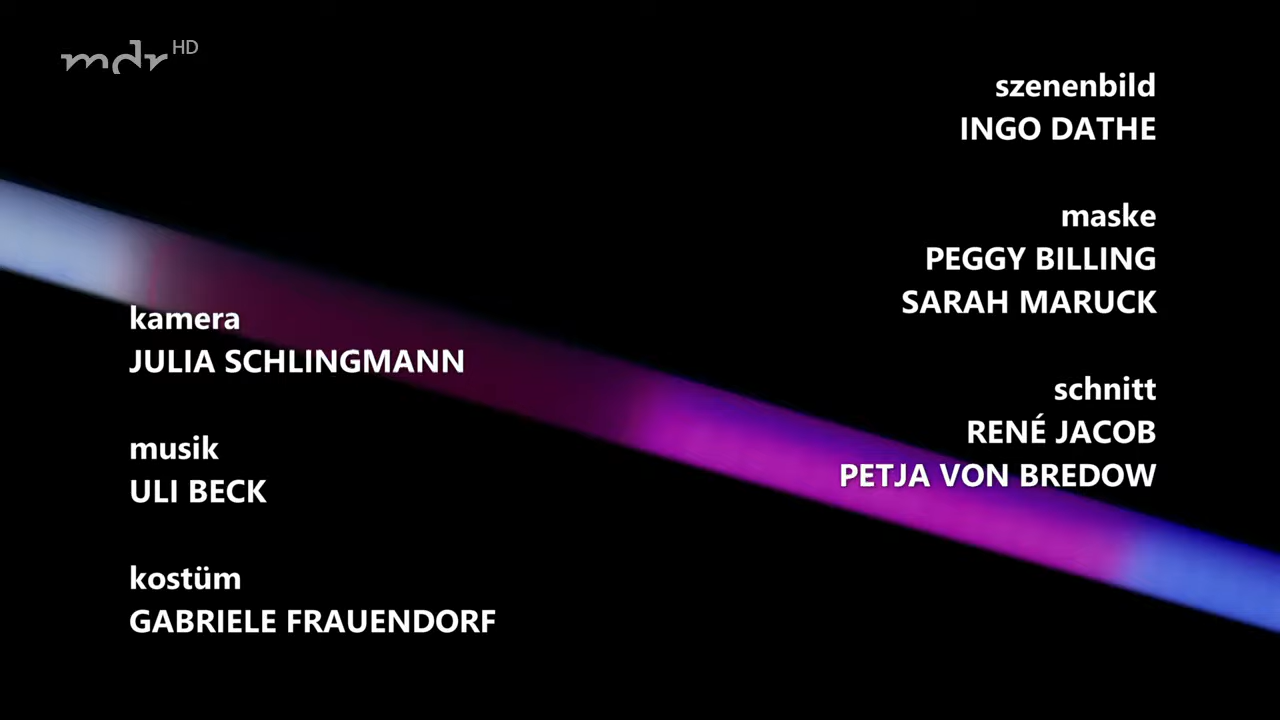 mdr HD
kamera
JULIA SCHLINGMANN
musik
ULI BECK
kostüm
GABRIELE FRAUENDORF
szenenbild
INGO DATHE
maske
PEGGY BILLING
SARAH MARUCK
schnitt
RENÉ JACOB
PETJA VON BREDOW